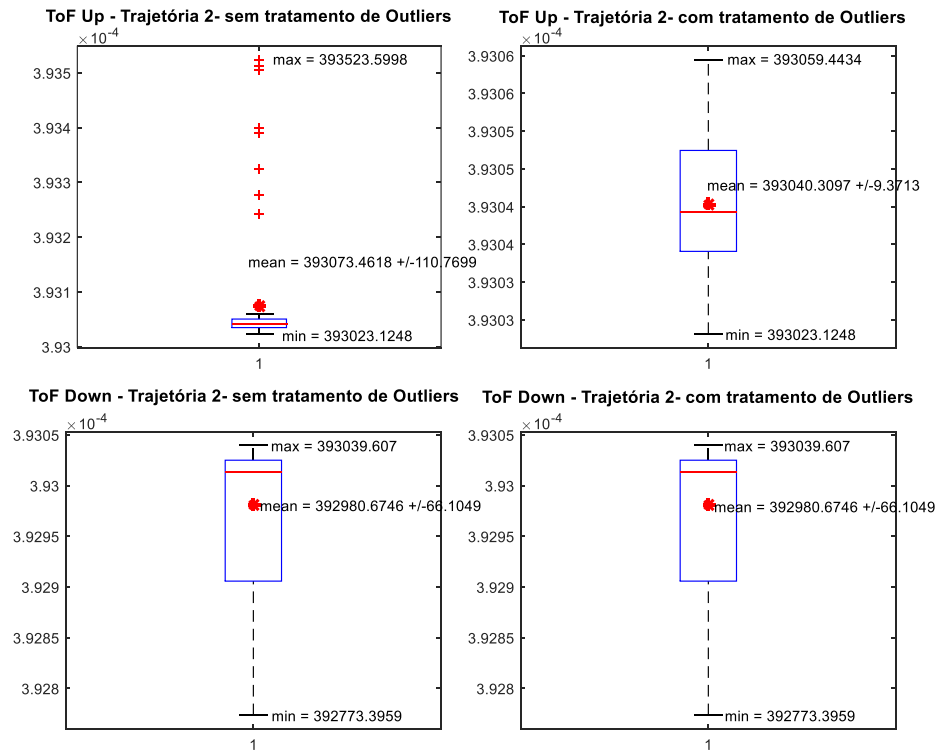 ToF Up - Trajetória 2- sem tratamento de Outliers
×10-4
3.935
3.934
3.933
3.932
3.931
3.93
max = 393523.5998
mean = 393073.4618 +/-110.7699
min = 393023.1248
1
ToF Up - Trajetória 2- com tratamento de Outliers
×10-4
3.9306
3.9306
3.9305
3.9305
3.9304
3.9304
3.9303
3.9303
max = 393059.4434
mean = 393040.3097 +/-9.3713
min = 393023.1248
1
ToF Down - Trajetória 2- sem tratamento de Outliers
×10-4
3.9305
3.93
3.9295
3.929
3.9285
3.928
max = 393039.607
mean = 392980.6746 +/-66.1049
min = 392773.3959
1
ToF Down - Trajetória 2- com tratamento de Outliers
×10-4
3.9305
3.93
3.9295
3.929
3.9285
3.928
max = 393039.607
mean = 392980.6746 +/-66.1049
min = 392773.3959
1